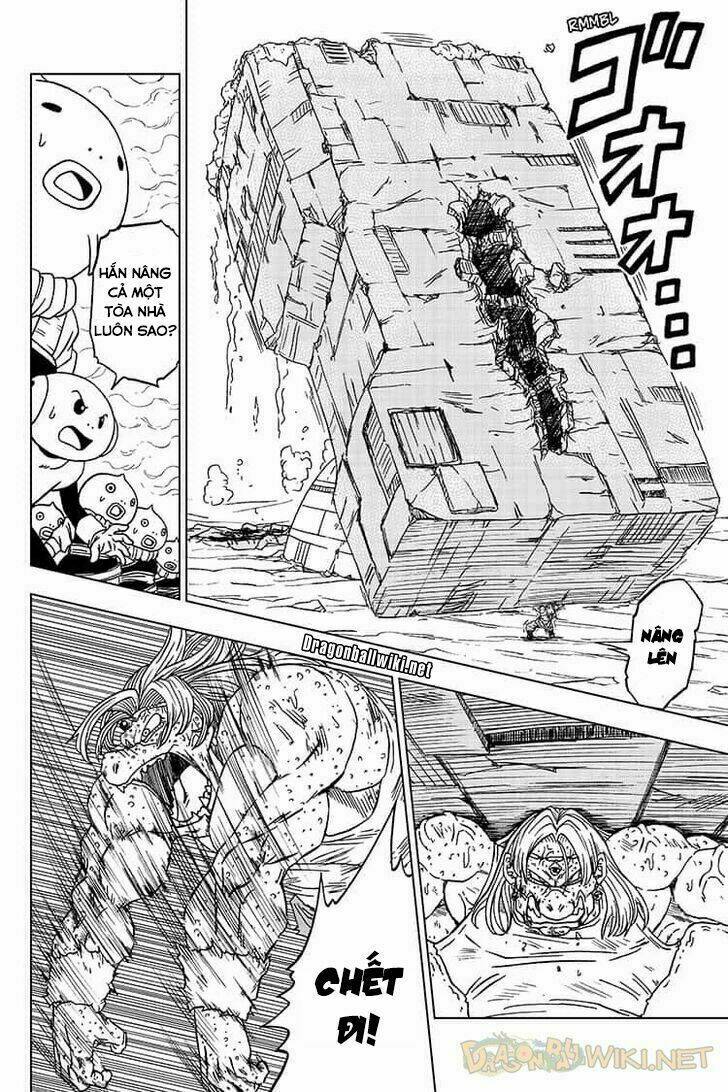 RMMBL
ゴオオ...
HẮN NÂNG
CẢ MỘT
TÒA NHÀ
LUÔN SAO?
NÂNG
LÊN
Dragonballwiki.net
CHẾT
ĐI!
DRAGONBALLWIKI.NET